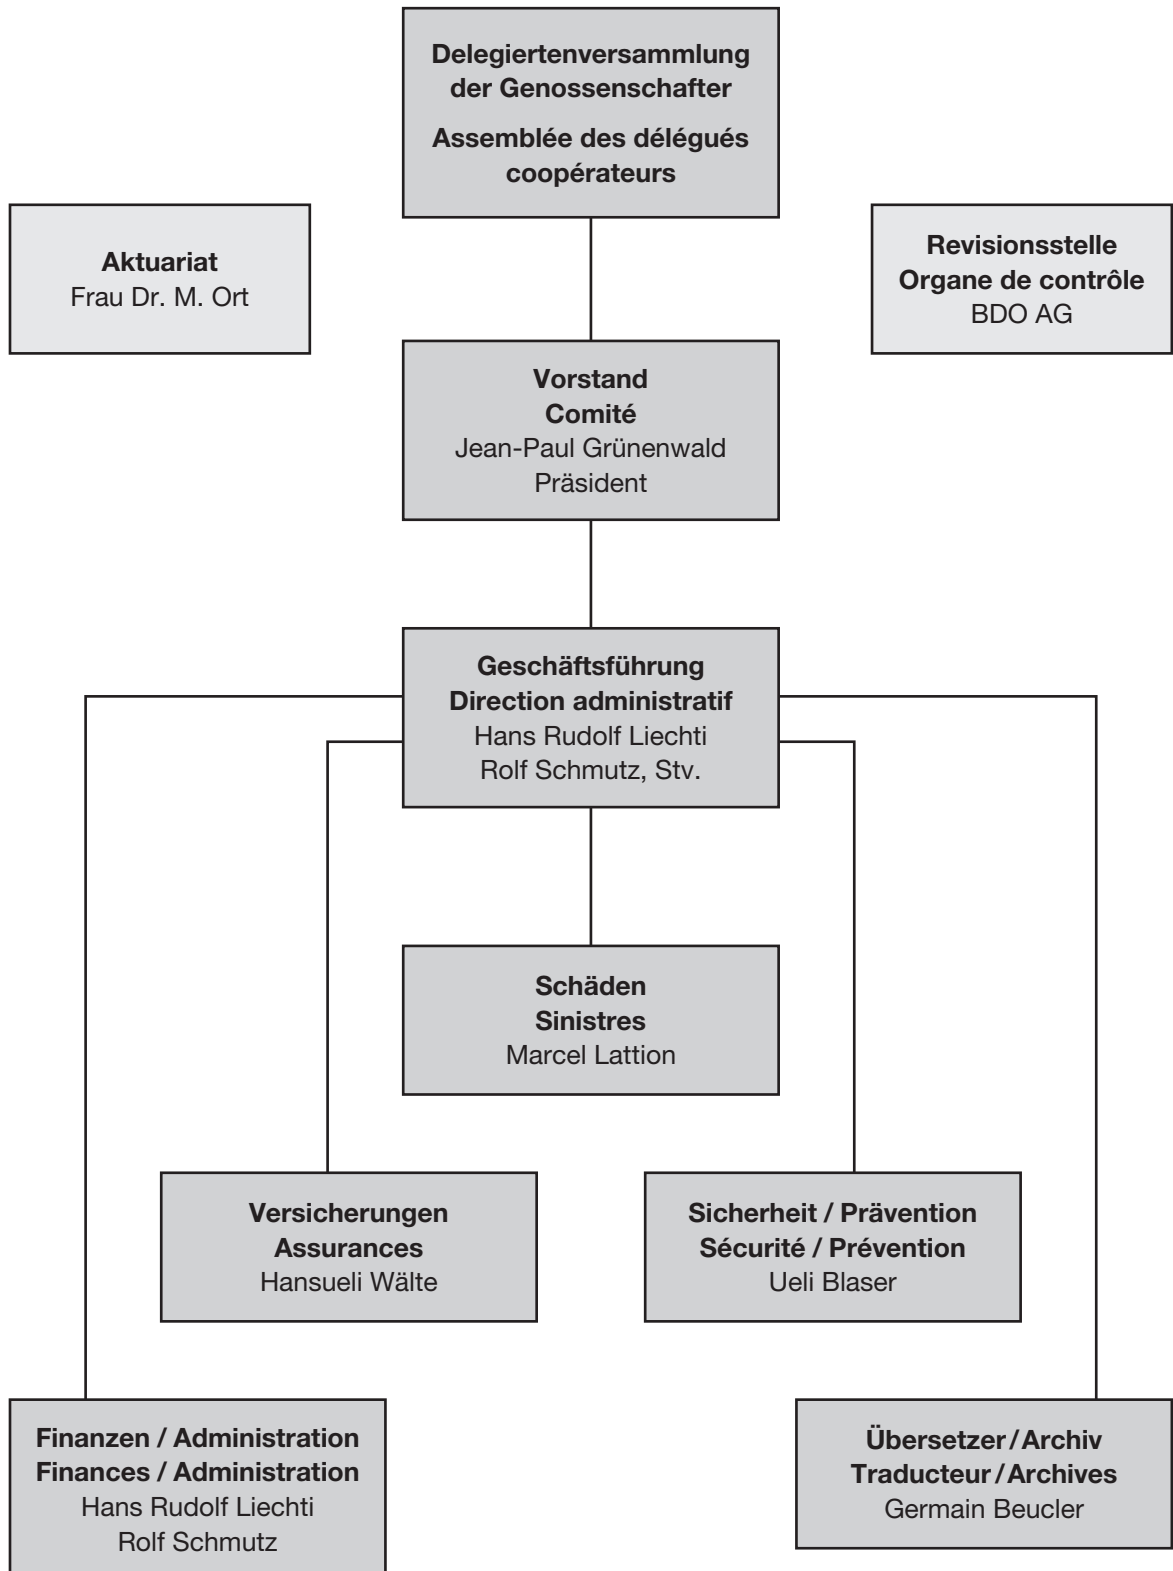 Delegiertenversammlung
der Genossenschafter
Assemblée des délégués
coopérateurs
Aktuariat
Frau Dr. M. Ort
Revisionsstelle
Organe de contrôle
BDO AG
Vorstand
Comité
Jean-Paul Grünenwald
Präsident
Geschäftsführung
Direction administratif
Hans Rudolf Liechti
Rolf Schmutz, Stv.
Schäden
Sinistres
Marcel Lattion
Versicherungen
Assurances
Hansueli Wälte
Sicherheit / Prävention
Sécurité / Prévention
Ueli Blaser
Finanzen / Administration
Finances / Administration
Hans Rudolf Liechti
Rolf Schmutz
Übersetzer / Archiv
Traducteur / Archives
Germain Beucler